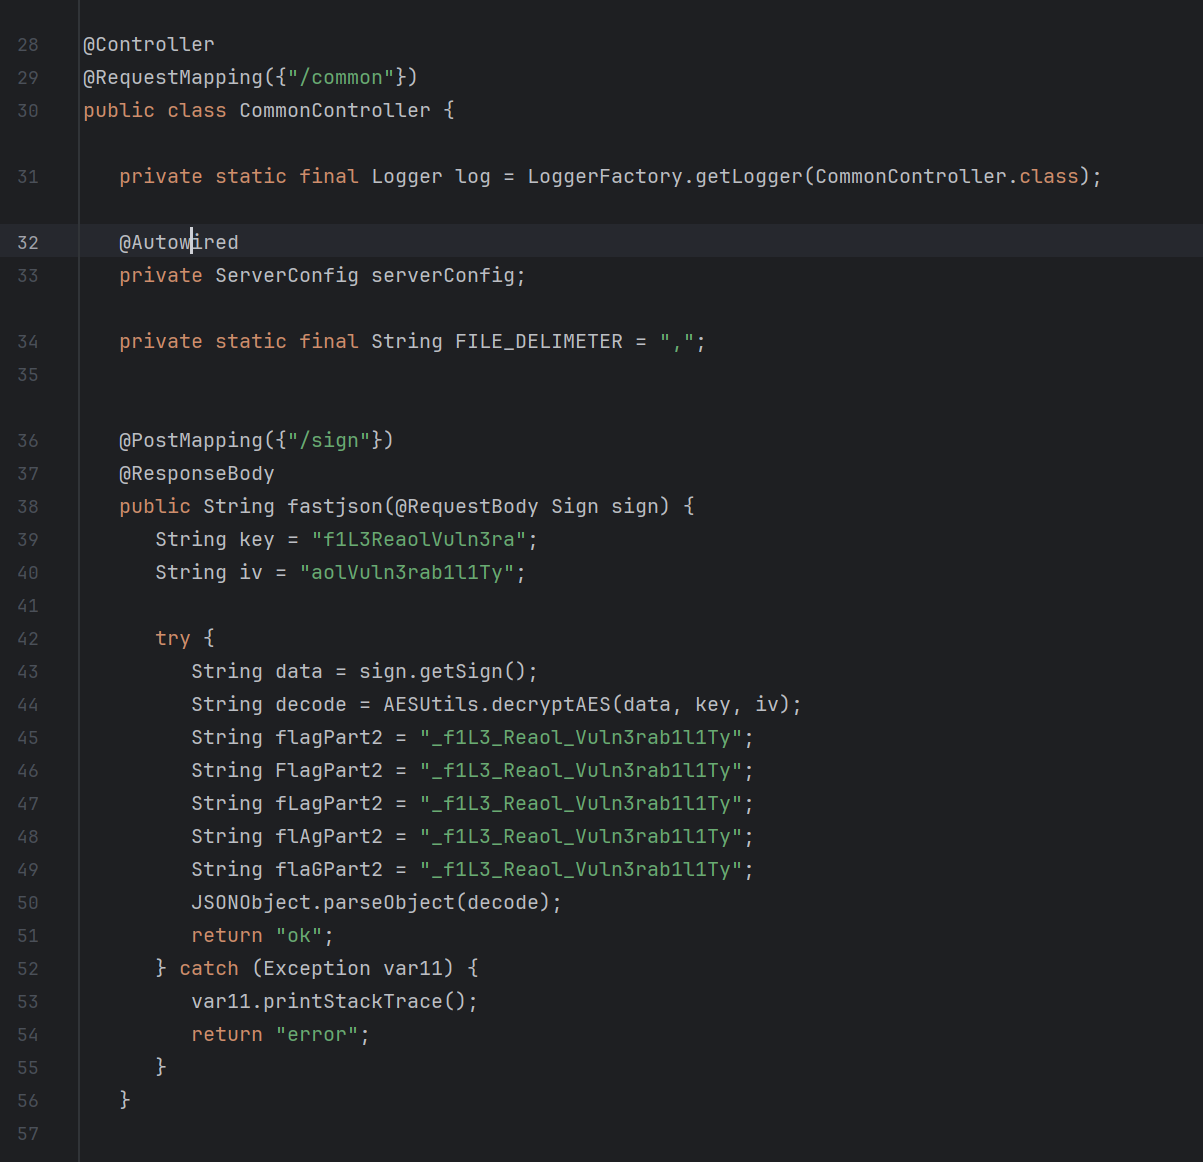 28 @Controller
29 @RequestMapping({"/common"})
30 public class CommonController {
31 private static final Logger log = LoggerFactory.getLogger(CommonController.class);
32 @Autowired
33 private ServerConfig serverConfig;
34 private static final String FILE_DELIMETER = ",";
35
36 @PostMapping({"/sign"})
37 @ResponseBody
38 public String fastjson(@RequestBody Sign sign) {
39 String key = "f1L3ReaolVuln3ra";
40 String iv = "aolVuln3rab1l1Ty";
41
42 try {
43 String data = sign.getSign();
44 String decode = AESUtils.decryptAES(data, key, iv);
45 String flagPart2 = "_f1L3_Reaol_Vuln3rab1l1Ty";
46 String FlagPart2 = "_f1L3_Reaol_Vuln3rab1l1Ty";
47 String fLagPart2 = "_f1L3_Reaol_Vuln3rab1l1Ty";
48 String flAgPart2 = "_f1L3_Reaol_Vuln3rab1l1Ty";
49 String flaGPart2 = "_f1L3_Reaol_Vuln3rab1l1Ty";
50 JSONObject.parseObject(decode);
51 return "ok";
52 } catch (Exception var11) {
53 var11.printStackTrace();
54 return "error";
55 }
56 }
57